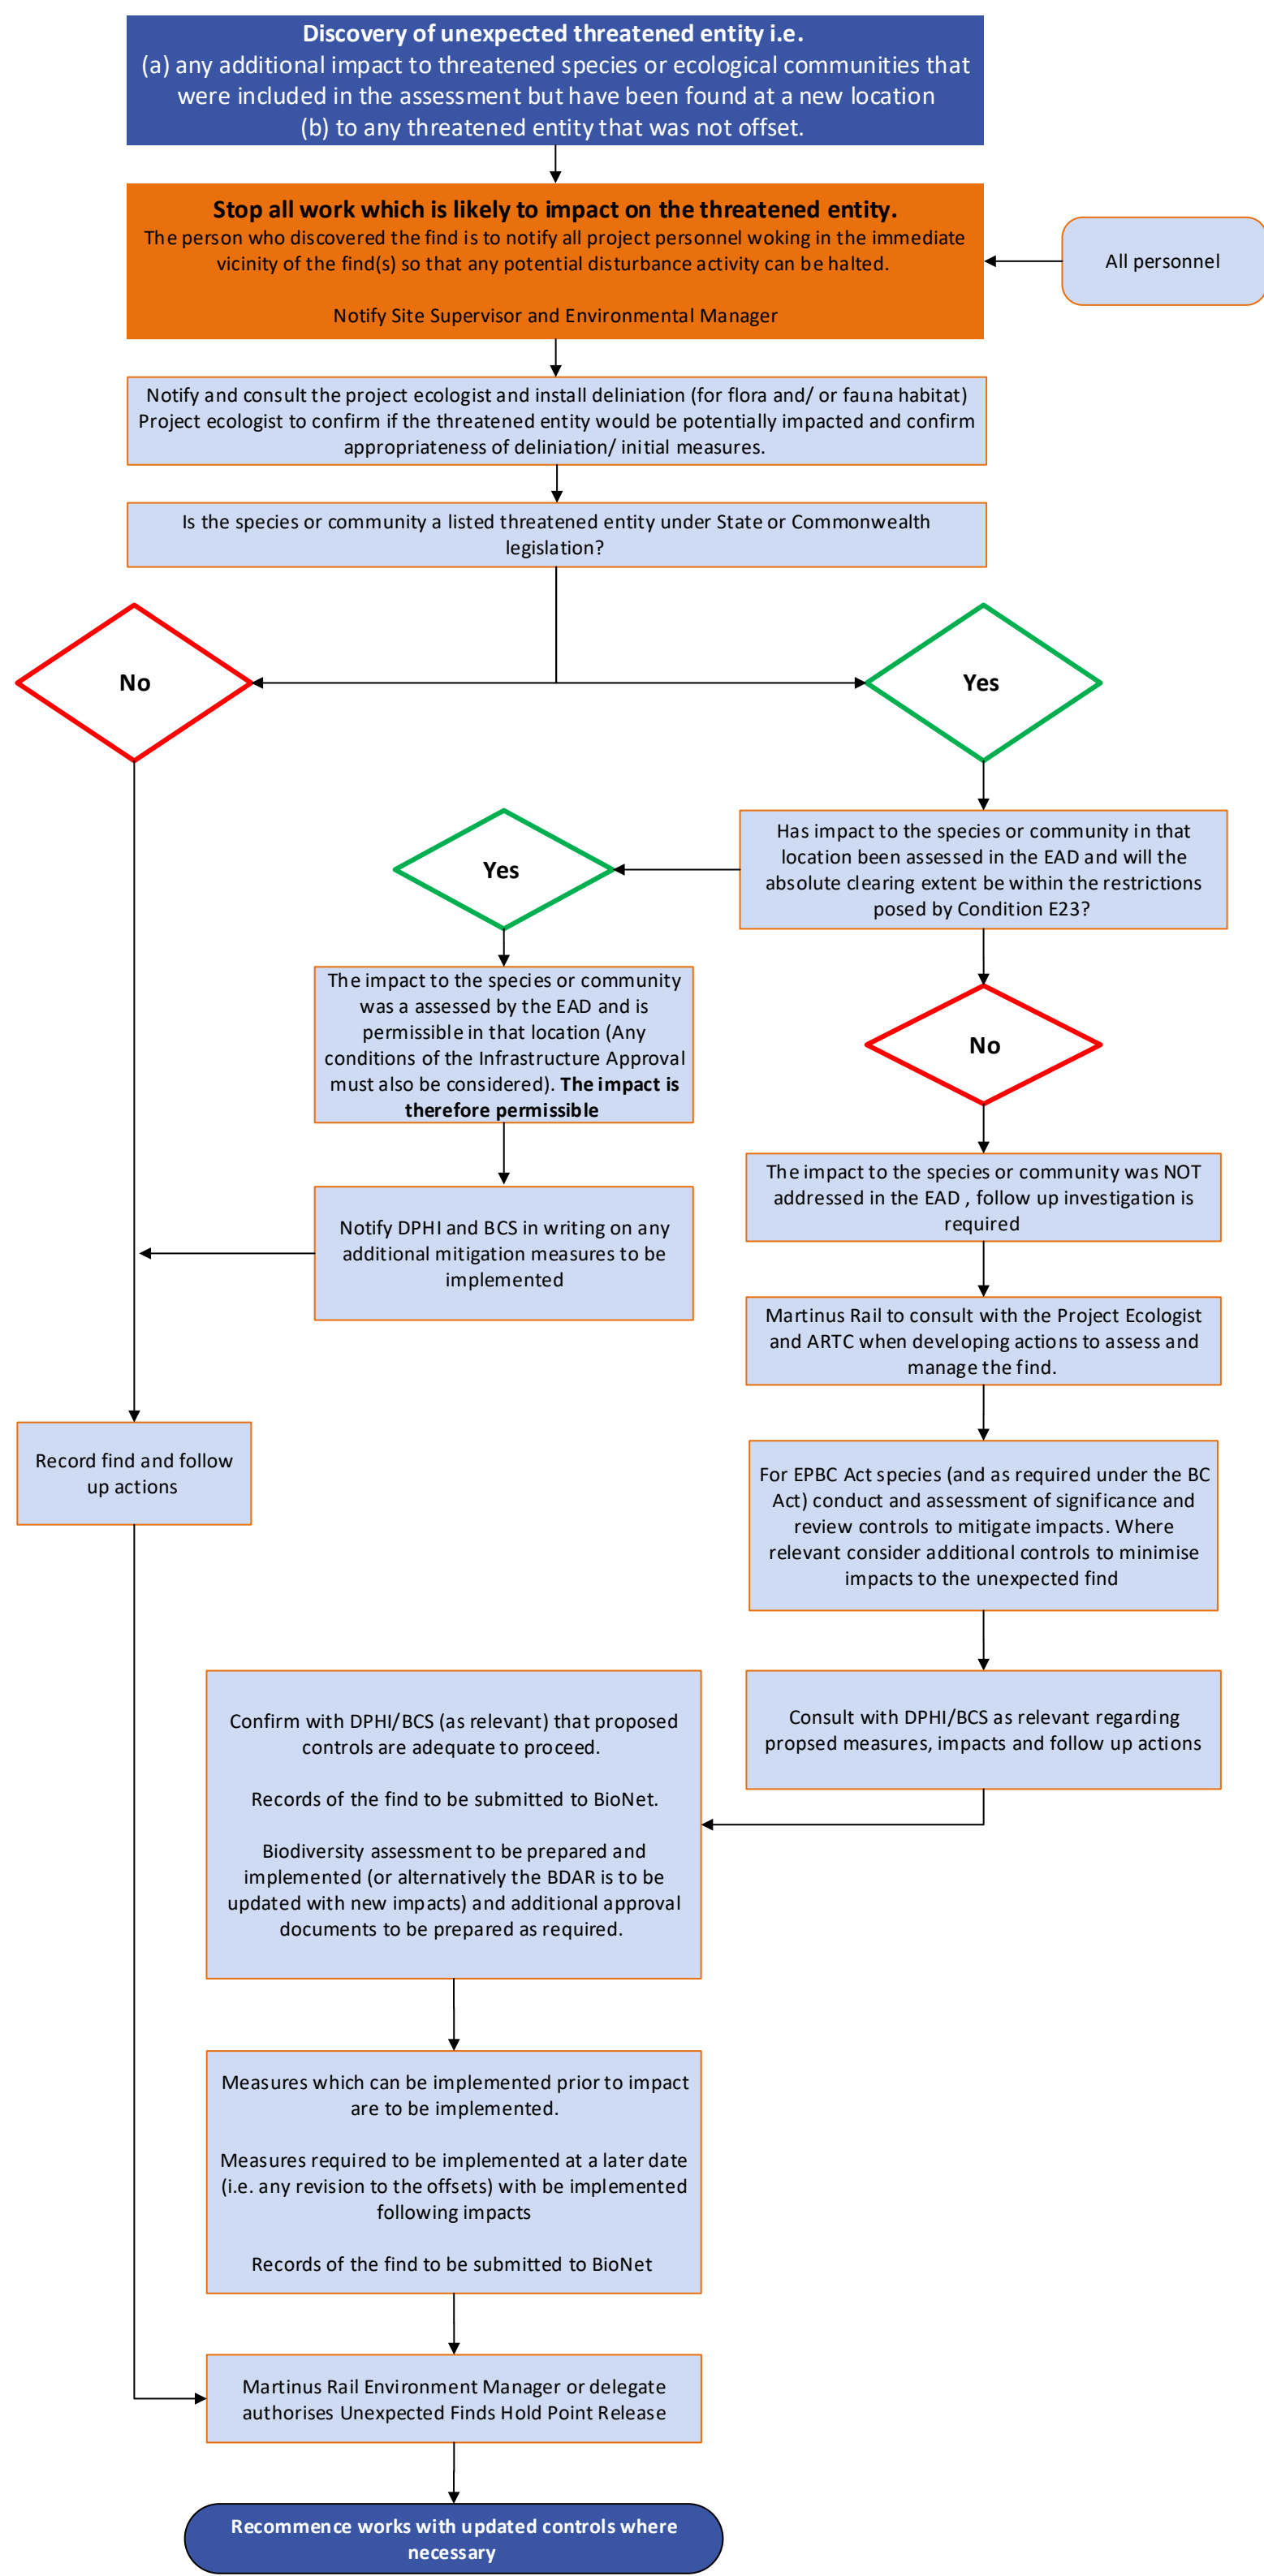 Discovery of unexpected threatened entity i.e.
(a) any additional impact to threatened species or ecological communities that
were included in the assessment but have been found at a new location
(b) to any threatened entity that was not offset.
Stop all work which is likely to impact on the threatened entity.
The person who discovered the find is to notify all project personnel woking in the immediate
vicinity of the find(s) so that any potential disturbance activity can be halted.
Notify Site Supervisor and Environmental Manager
All personnel
Notify and consult the project ecologist and install deliniation (for flora and/ or fauna habitat)
Project ecologist to confirm if the threatened entity would be potentially impacted and confirm
appropriateness of deliniation/ initial measures.
Is the species or community a listed threatened entity under State or Commonwealth
legislation?
No
Yes
Has impact to the species or community in that
location been assessed in the EAD and will the
absolute clearing extent be within the restrictions
posed by Condition E23?
Yes
The impact to the species or community
was a assessed by the EAD and is
permissible in that location (Any
conditions of the Infrastructure Approval
must also be considered). The impact is
therefore permissible
No
The impact to the species or community was NOT
addressed in the EAD , follow up investigation is
required
Notify DPHI and BCS in writing on any
additional mitigation measures to be
implemented
Martinus Rail to consult with the Project Ecologist
and ARTC when developing actions to assess and
manage the find.
Record find and follow
up actions
For EPBC Act species (and as required under the BC
Act) conduct and assessment of significance and
review controls to mitigate impacts. Where
relevant consider additional controls to minimise
impacts to the unexpected find
Consult with DPHI/BCS as relevant regarding
propsed measures, impacts and follow up actions
Confirm with DPHI/BCS (as relevant) that proposed
controls are adequate to proceed.
Records of the find to be submitted to BioNet.
Biodiversity assessment to be prepared and
implemented (or alternatively the BDAR is to be
updated with new impacts) and additional approval
documents to be prepared as required.
Measures which can be implemented prior to impact
are to be implemented.
Measures required to be implemented at a later date
(i.e. any revision to the offsets) with be implemented
following impacts
Records of the find to be submitted to BioNet
Martinus Rail Environment Manager or delegate
authorises Unexpected Finds Hold Point Release
Recommence works with updated controls where
necessary